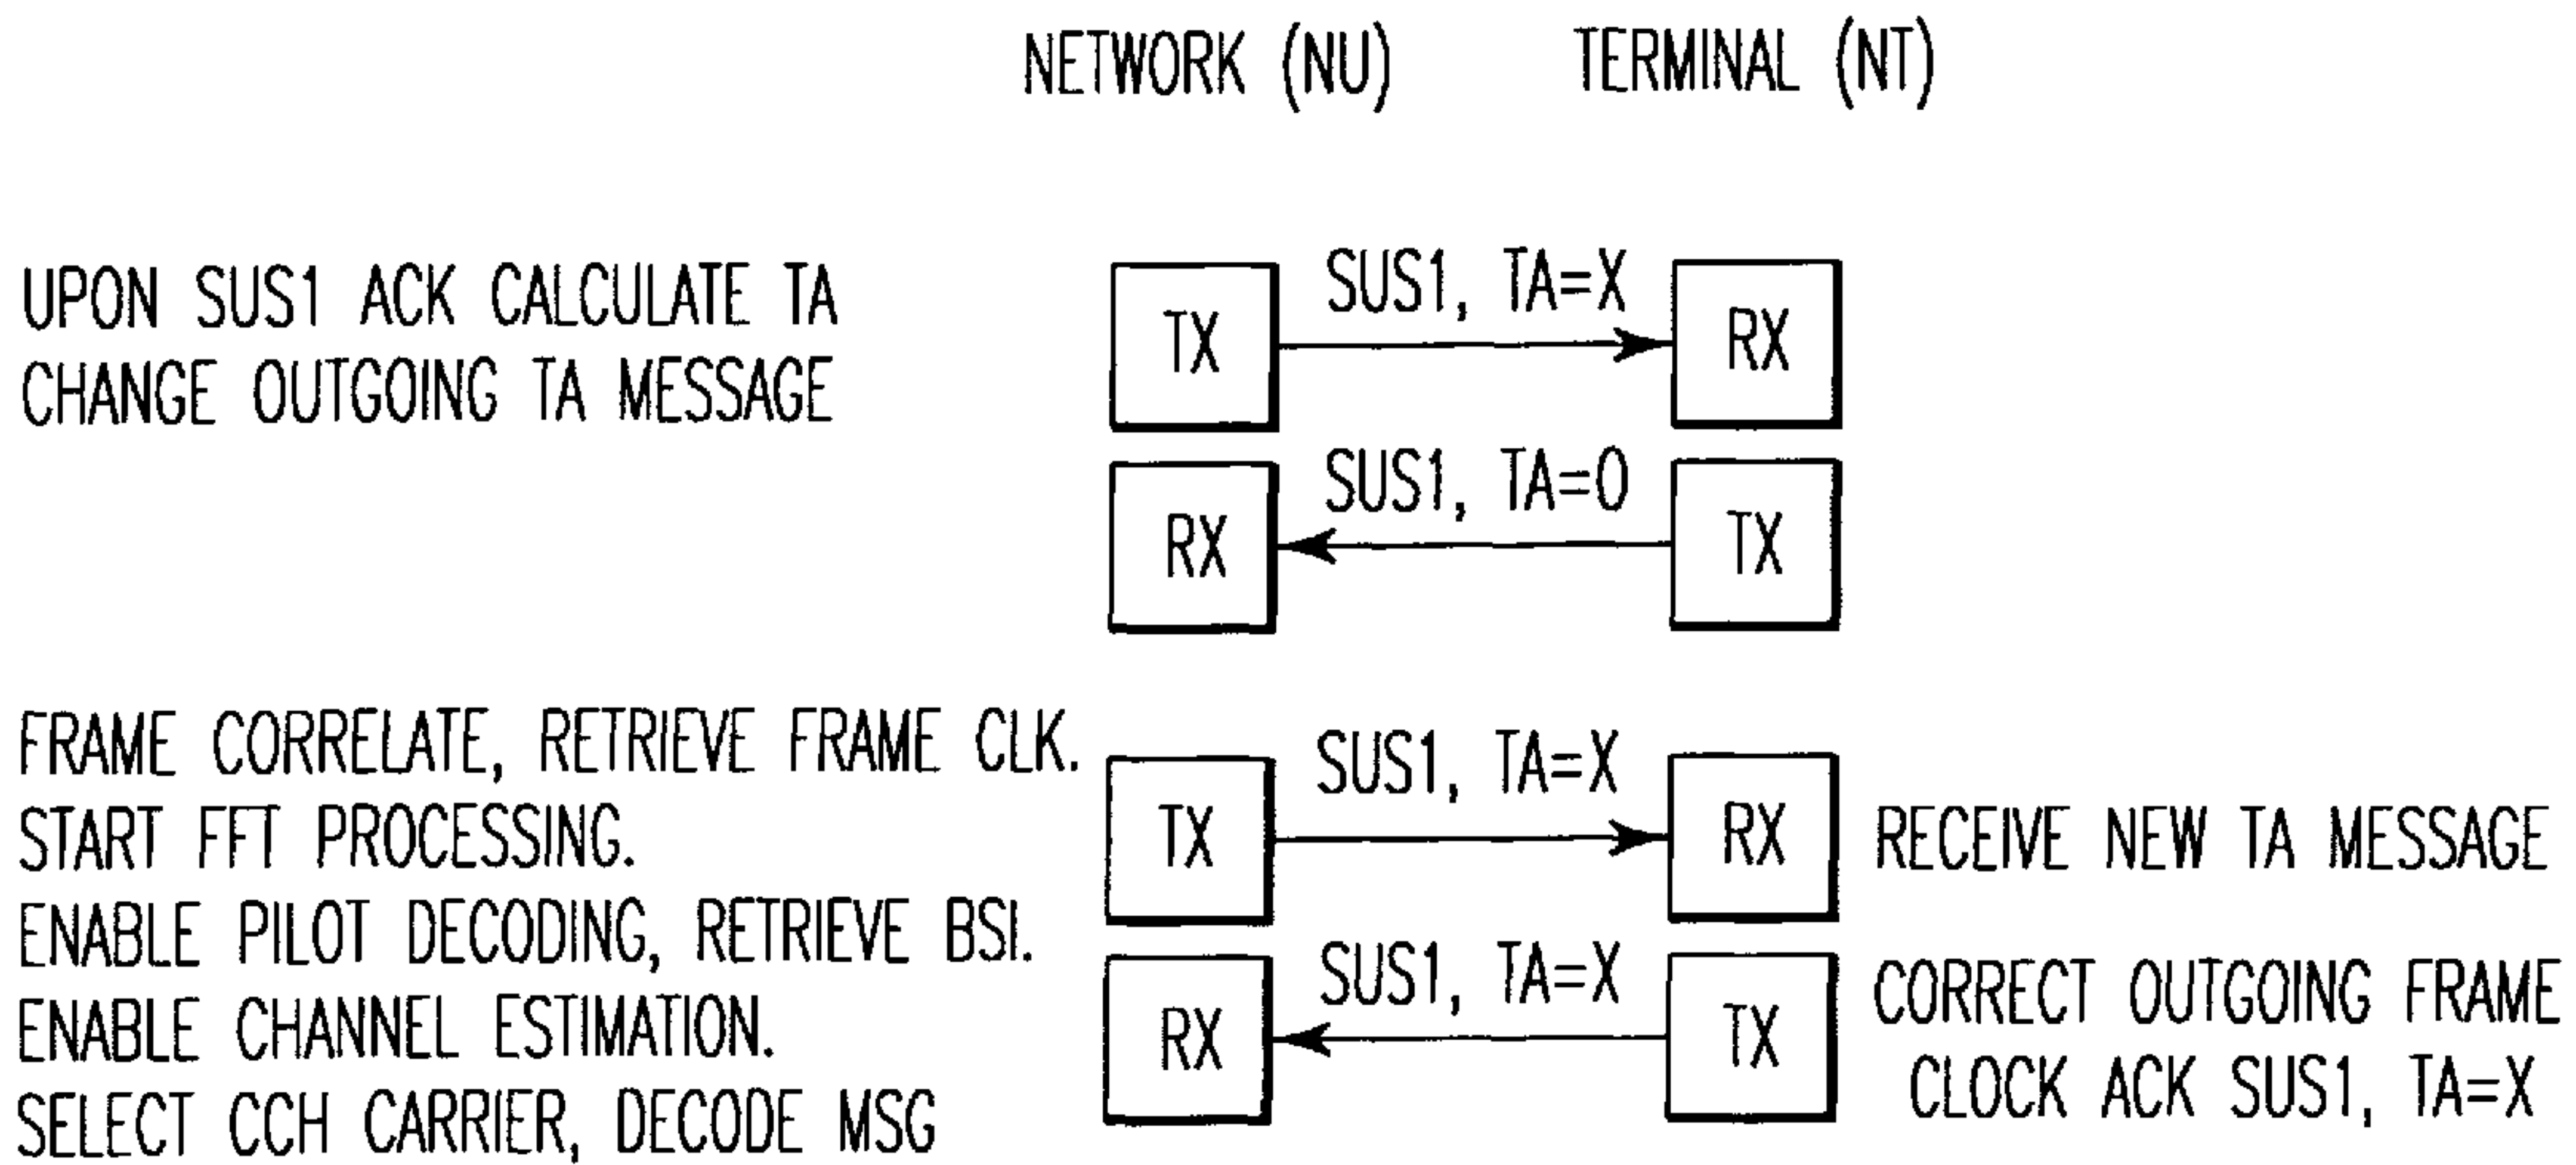 NETWORK (NU) TERMINAL (NT)
UPON SUS1 ACK CALCULATE TA
CHANGE OUTGOING TA MESSAGE
TX SUS1, TA=X RX
RX SUS1, TA=0 TX
FRAME CORRELATE, RETRIEVE FRAME CLK.
START FFT PROCESSING.
ENABLE PILOT DECODING, RETRIEVE BSI.
ENABLE CHANNEL ESTIMATION.
SELECT CCH CARRIER, DECODE MSG
TX SUS1, TA=X RX
RECEIVE NEW TA MESSAGE
RX SUS1, TA=X TX
CORRECT OUTGOING FRAME
CLOCK ACK SUS1, TA=X